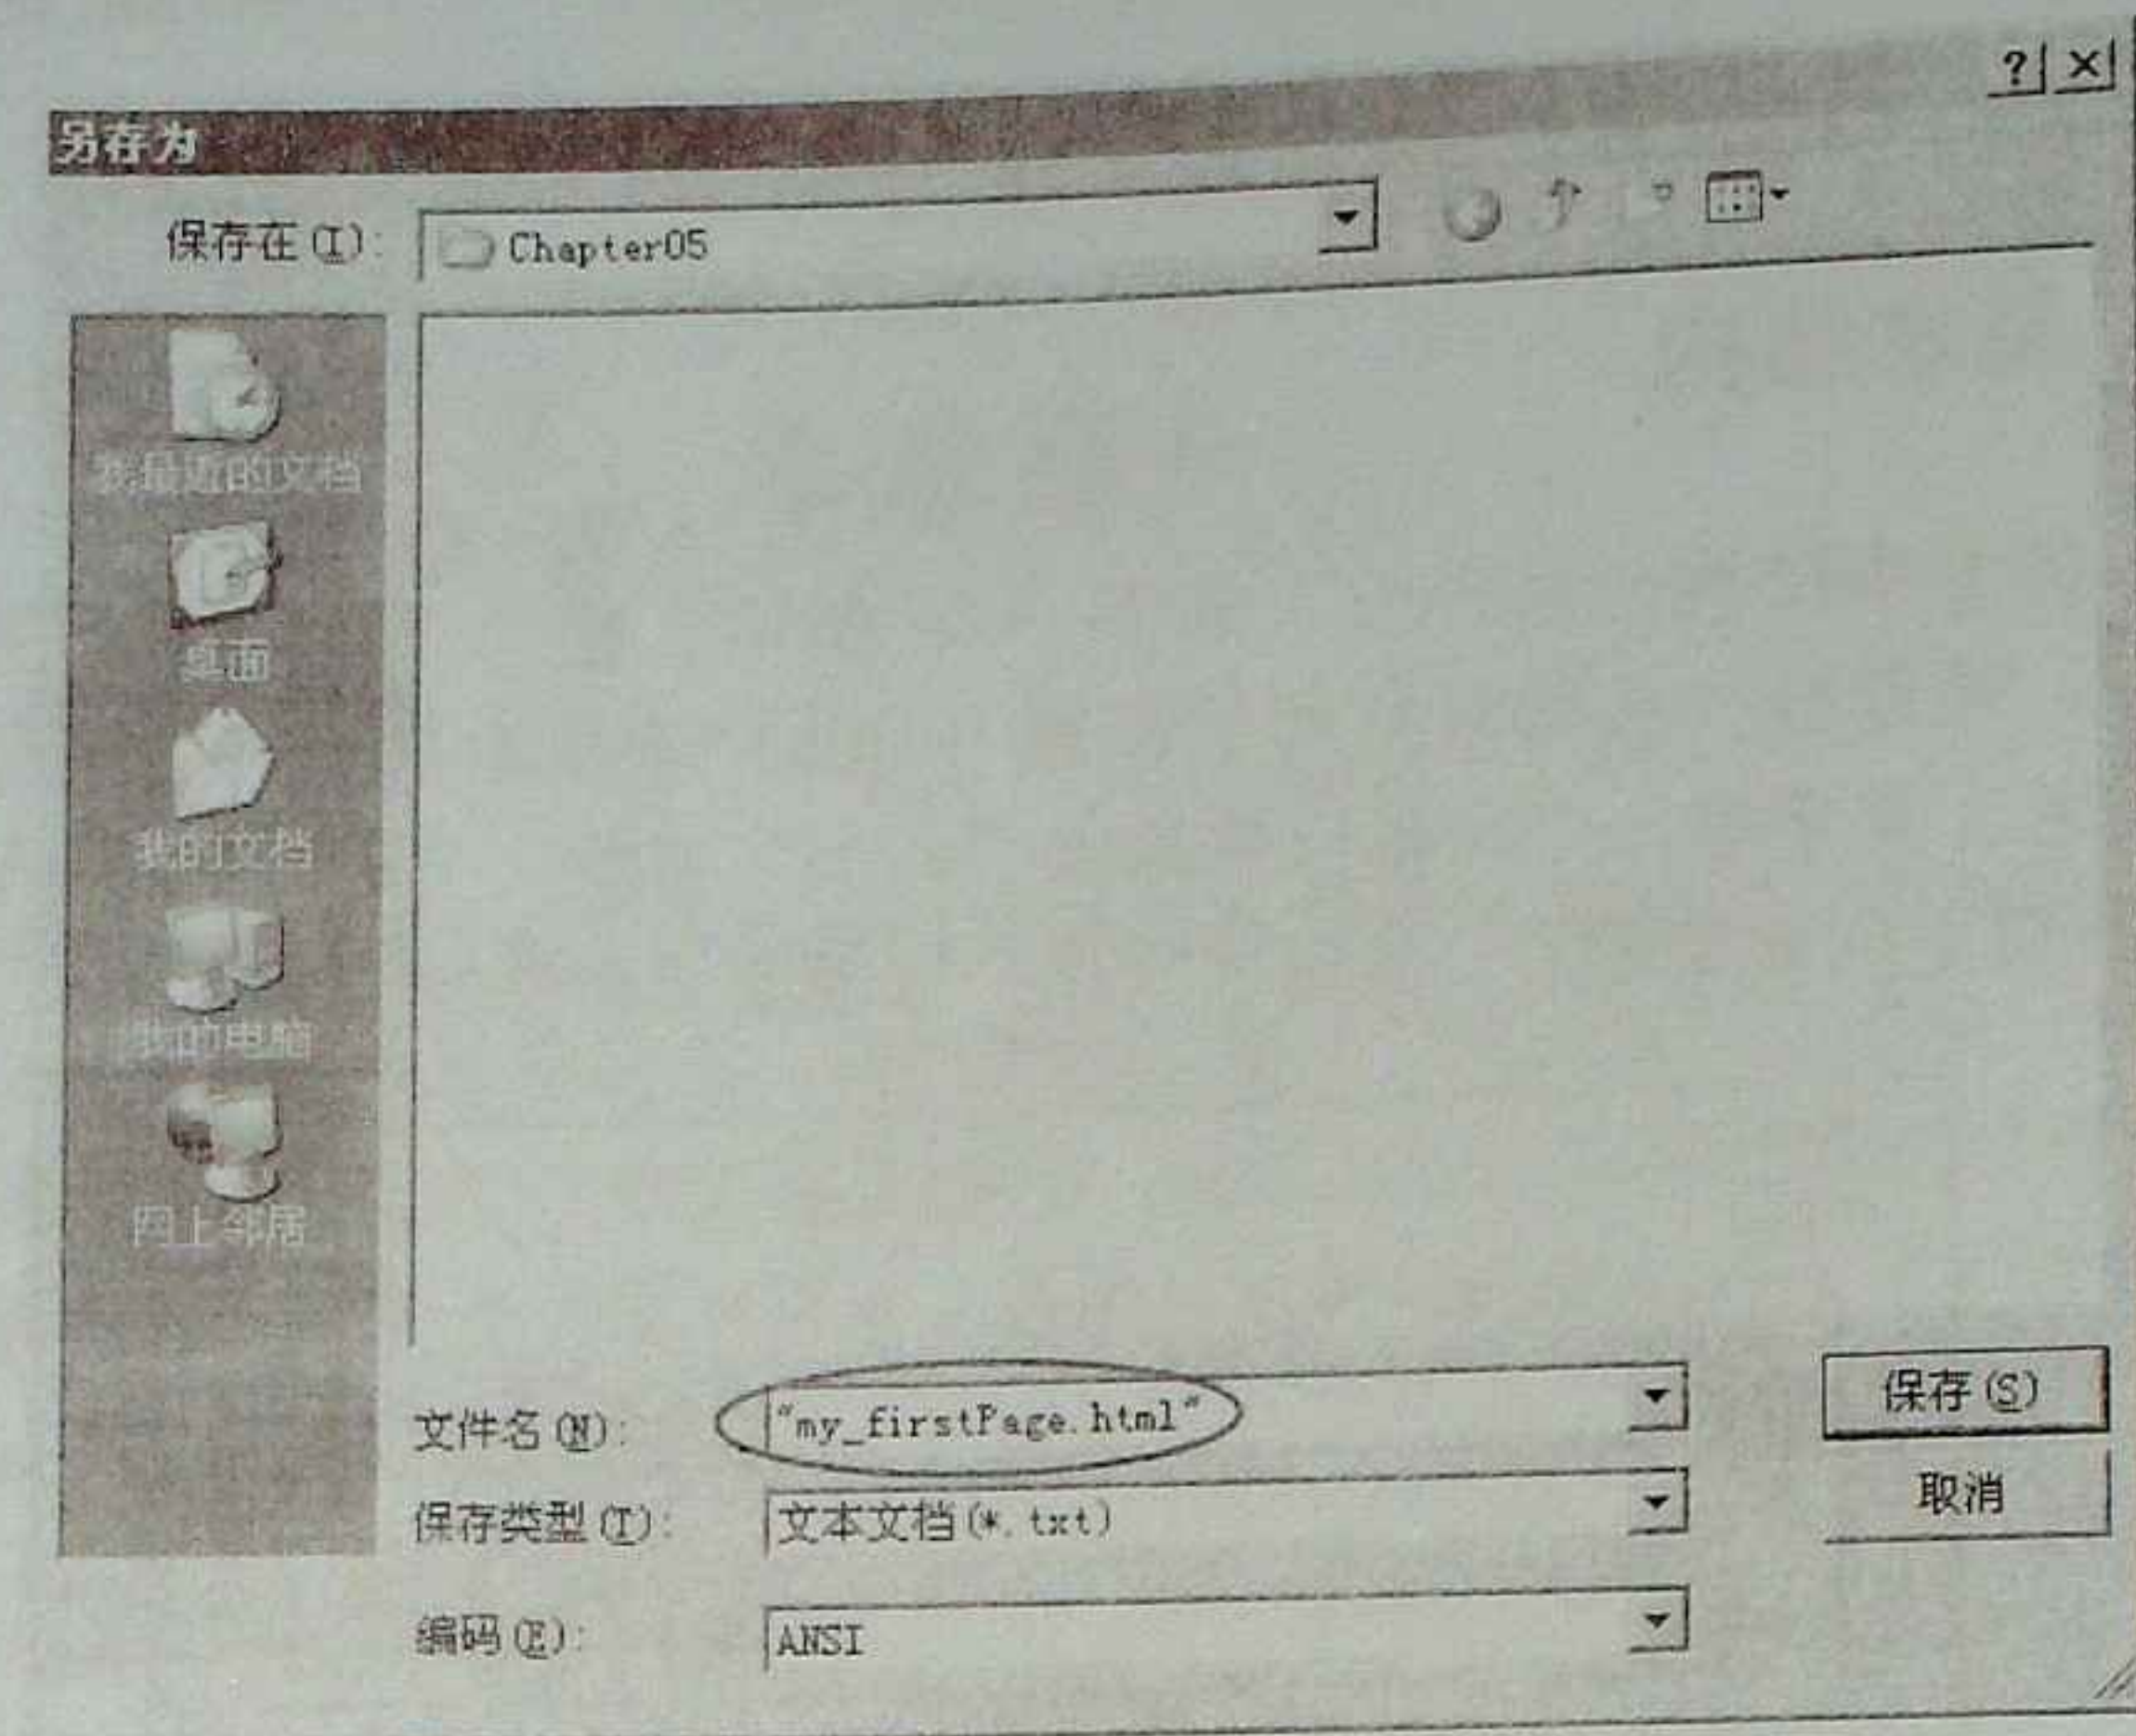 另存为
? ×
保存在(I): Chapter05
我最近的文档
桌面
我的文档
我的电脑
网上邻居
文件名(N): "my_firstPage.html"
保存(S)
保存类型(T): 文本文档(*.txt)
取消
编码(E): ANSI